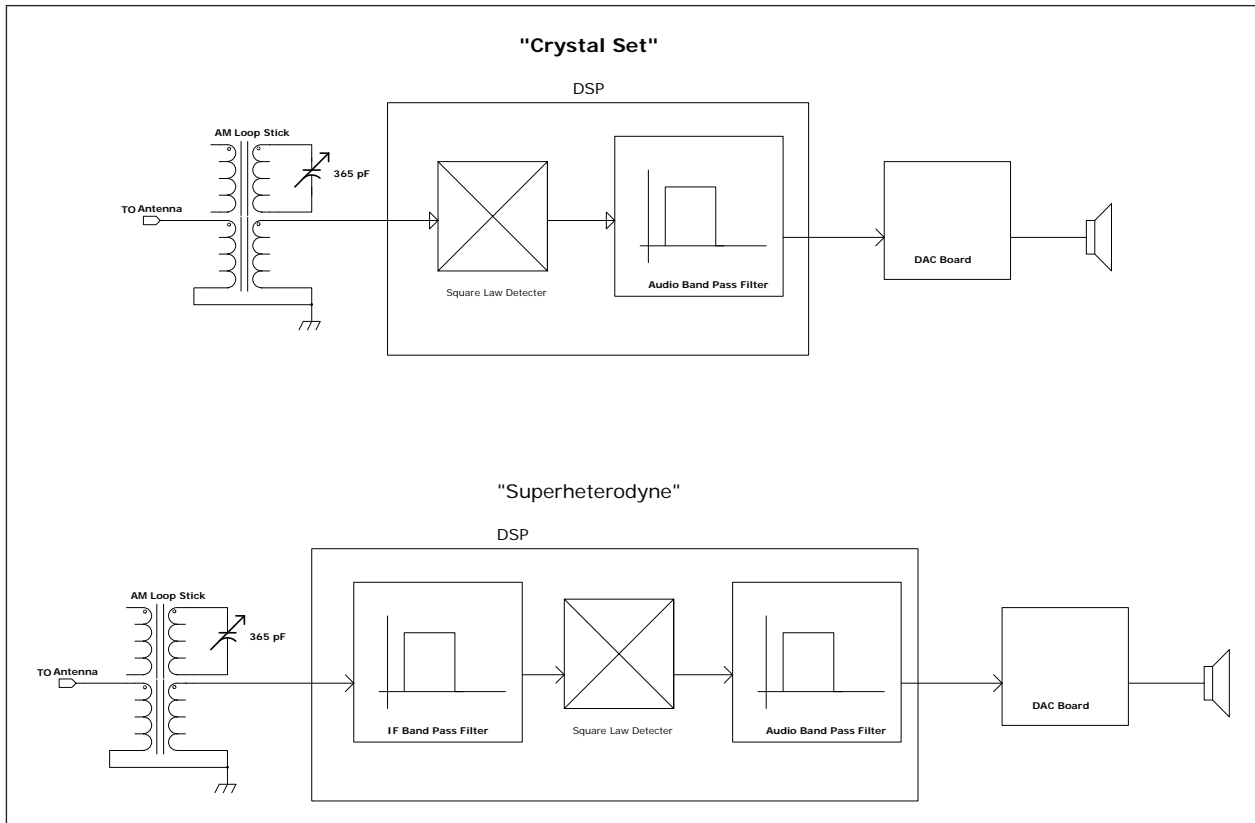 "Crystal Set"
DSP
AM Loop Stick
365 pF
TO Antenna
Square Law Detecter
Audio Band Pass Filter
DAC Board
"Superheterodyne"
DSP
AM Loop Stick
365 pF
TO Antenna
IF Band Pass Filter
Square Law Detecter
Audio Band Pass Filter
DAC Board